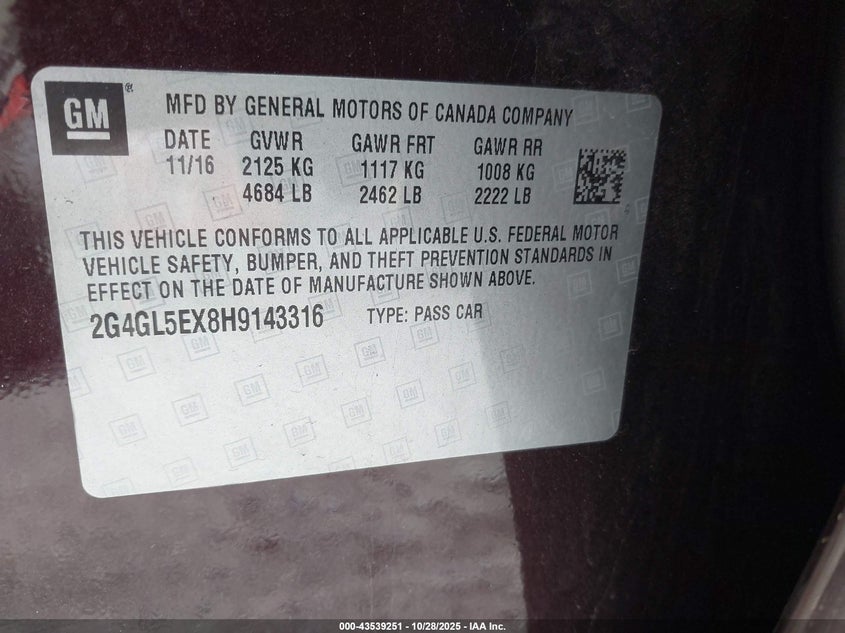 GM
MFD BY GENERAL MOTORS OF CANADA COMPANY
DATE GVWR GAWR FRT GAWR RR
11/16 2125 KG 1117 KG 1008 KG
4684 LB 2462 LB 2222 LB
THIS VEHICLE CONFORMS TO ALL APPLICABLE U.S. FEDERAL MOTOR
VEHICLE SAFETY, BUMPER, AND THEFT PREVENTION STANDARDS IN
EFFECT ON THE DATE OF MANUFACTURE SHOWN ABOVE.
2G4GL5EX8H9143316 TYPE: PASS CAR
000-43539251 | 10/28/2025 - IAA Inc.